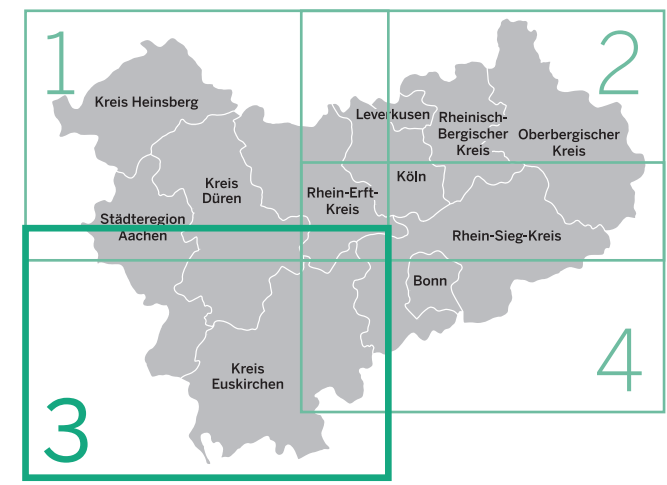 1
2
Kreis Heinsberg
Leverkusen
Rheinisch-
Bergischer
Kreis
Oberbergischer
Kreis
Kreis
Düren
Rhein-Erft-
Kreis
Köln
Städteregion
Aachen
Rhein-Sieg-Kreis
Bonn
Kreis
Euskirchen
3
4